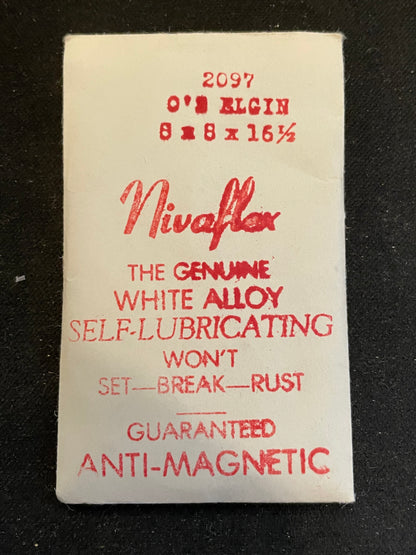 2097
O'S ELGIN
8 x 8 x 16½
Nivaflex
THE GENUINE
WHITE ALLOY
SELF-LUBRICATING
WON'T
SET—BREAK—RUST
GUARANTEED
ANTI-MAGNETIC